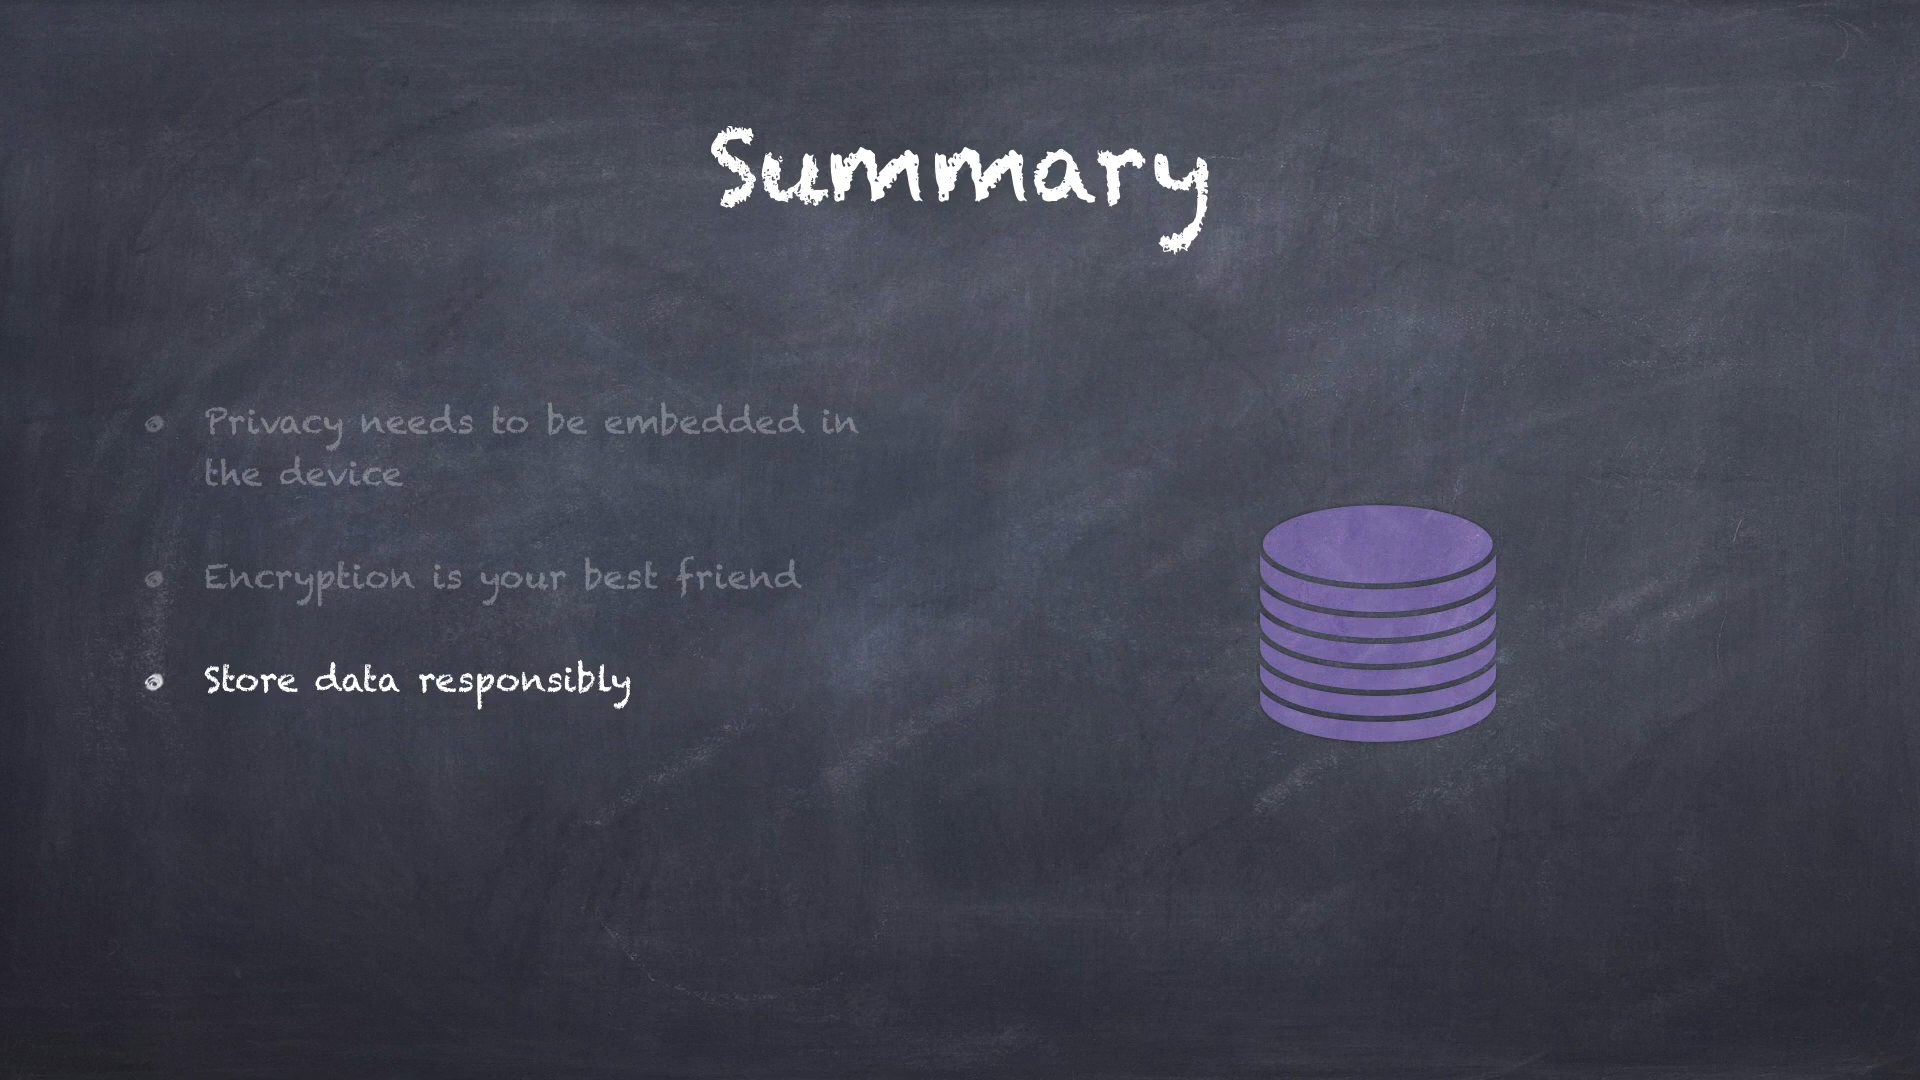 Summary
Privacy needs to be embedded in
the device
Encryption is your best friend
Store data responsibly